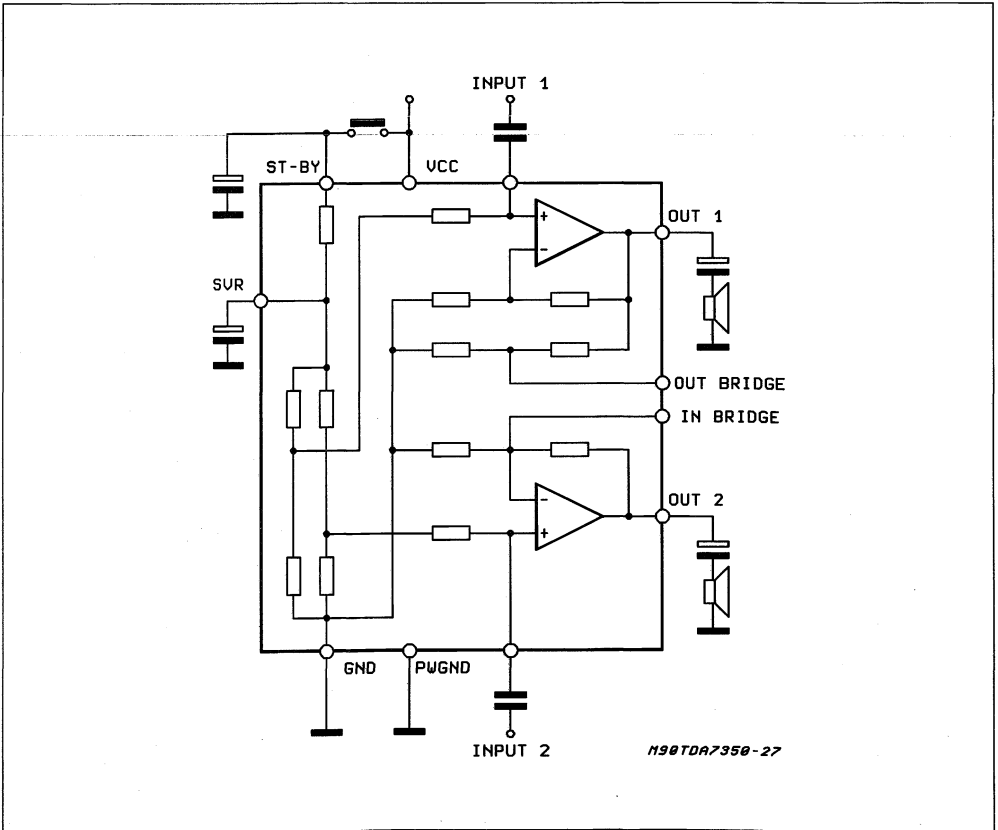 INPUT 1
ST-BY
VCC
+
-
OUT 1
SVR
OUT BRIDGE
IN BRIDGE
OUT 2
-
+
GND
PWGND
INPUT 2
M90TDA7350-27